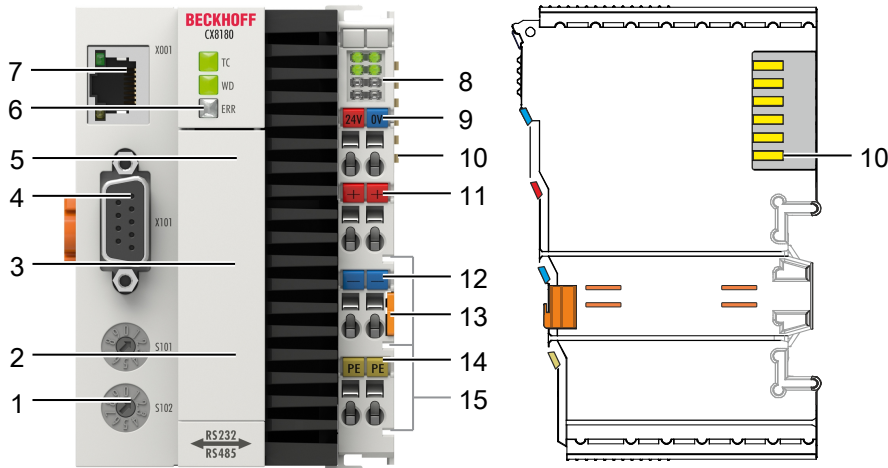 BECKHOFF
CX8180
X001
TC
WD
ERR
7
6
5
4
3
2
1
X101
S101
S102
RS232
RS485
24V 0V
+ +
− −
PE PE
8
9
10
11
12
13
14
15
10